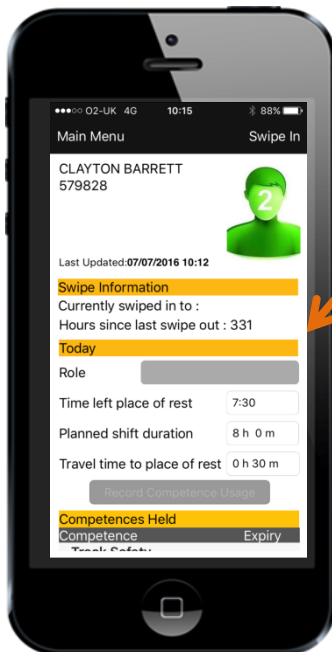 O2-UK 4G 10:15 88%
Main Menu Swipe In
CLAYTON BARRETT
579828
2
Last Updated:07/07/2016 10:12
Swipe Information
Currently swiped in to :
Hours since last swipe out : 331
Today
Role
Time left place of rest 7:30
Planned shift duration 8 h 0 m
Travel time to place of rest 0 h 30 m
Record Competence Usage
Competences Held
Competence Expiry
Track Safety